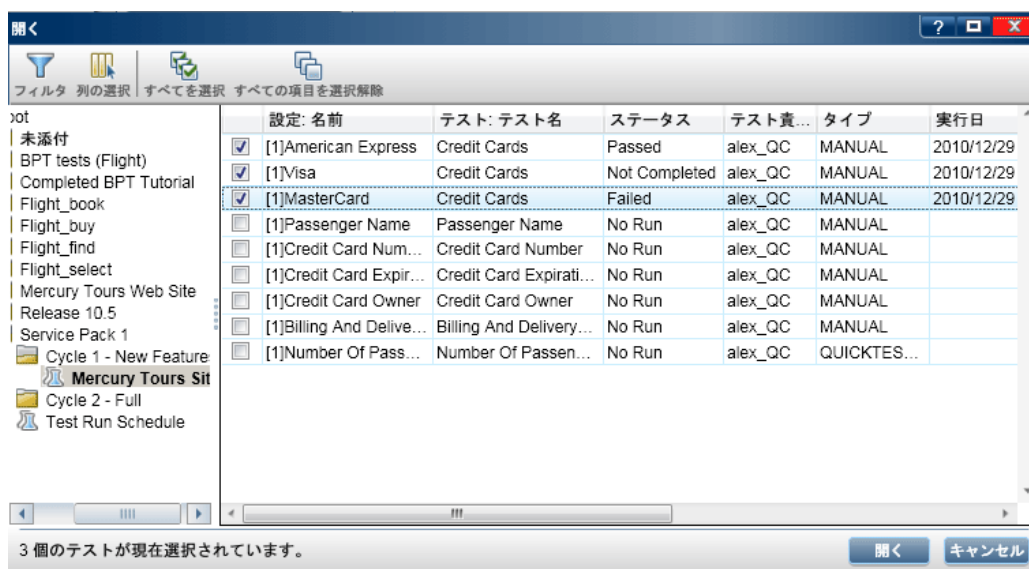 開く
?
フィルタ 列の選択 すべてを選択 すべての項目を選択解除
oot
未添付
BPT tests (Flight)
Completed BPT Tutorial
Flight_book
Flight_buy
Flight_find
Flight_select
Mercury Tours Web Site
Release 10.5
Service Pack 1
Cycle 1 - New Feature
Mercury Tours Sit
Cycle 2 - Full
Test Run Schedule
設定: 名前 テスト: テスト名 ステータス テスト責... タイプ 実行日
[1]American Express Credit Cards Passed alex_QC MANUAL 2010/12/29
[1]Visa Credit Cards Not Completed alex_QC MANUAL 2010/12/29
[1]MasterCard Credit Cards Failed alex_QC MANUAL 2010/12/29
[1]Passenger Name Passenger Name No Run alex_QC MANUAL
[1]Credit Card Num... Credit Card Number No Run alex_QC MANUAL
[1]Credit Card Expir... Credit Card Expirati... No Run alex_QC MANUAL
[1]Credit Card Owner Credit Card Owner No Run alex_QC MANUAL
[1]Billing And Delive... Billing And Delivery... No Run alex_QC MANUAL
[1]Number Of Pass... Number Of Passen... No Run alex_QC QUICKTES...
3 個のテストが現在選択されています。
開く キャンセル